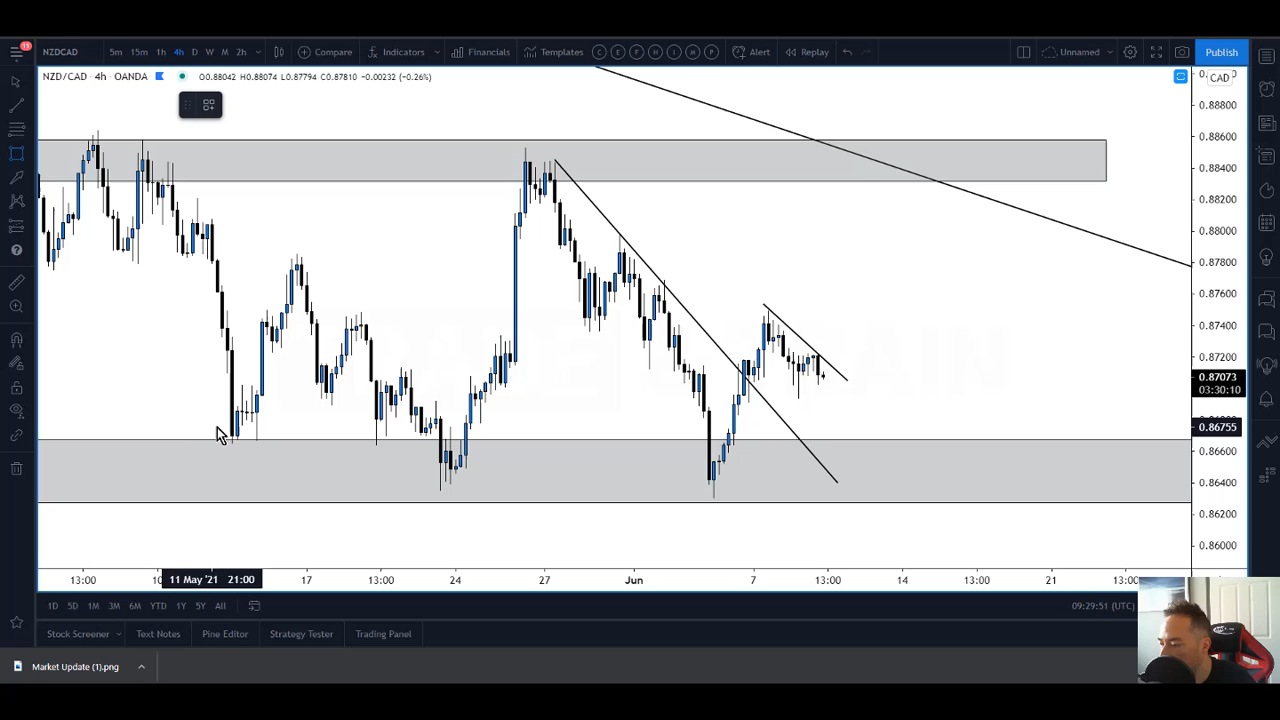 13
NZDCAD 5m 15m 1h 4h D W M 2h Compare Indicators Financials Templates C E F H I M P Alert Replay Unnamed Publish
NZD/CAD · 4h · OANDA O0.88042 H0.88074 L0.87794 C0.87810 −0.00232 (−0.26%)
CAD
0.88800
0.88600
0.88400
0.88200
0.88000
0.87800
0.87600
0.87400
0.87200
0.87073
03:30:10
0.86755
0.86600
0.86400
0.86200
0.86000
13:00 11 May '21 21:00 17 13:00 24 27 Jun 7 13:00 14 13:00 21 13:00
1D 5D 1M 3M 6M YTD 1Y 5Y All 09:29:51 (UTC)
Stock Screener Text Notes Pine Editor Strategy Tester Trading Panel
Market Update (1).png